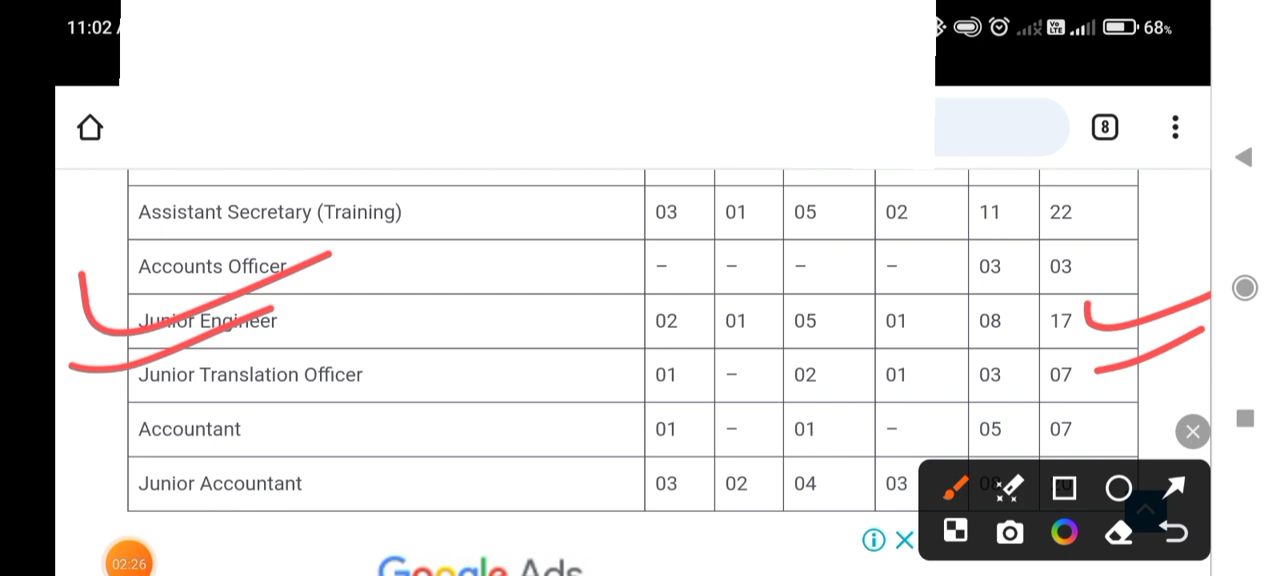 11:02
Vo LTE 68%
8
Assistant Secretary (Training) 03 01 05 02 11 22
Accounts Officer – – – – 03 03
Junior Engineer 02 01 05 01 08 17
Junior Translation Officer 01 – 02 01 03 07
Accountant 01 – 01 – 05 07
Junior Accountant 03 02 04 03
02:26
Google Ads